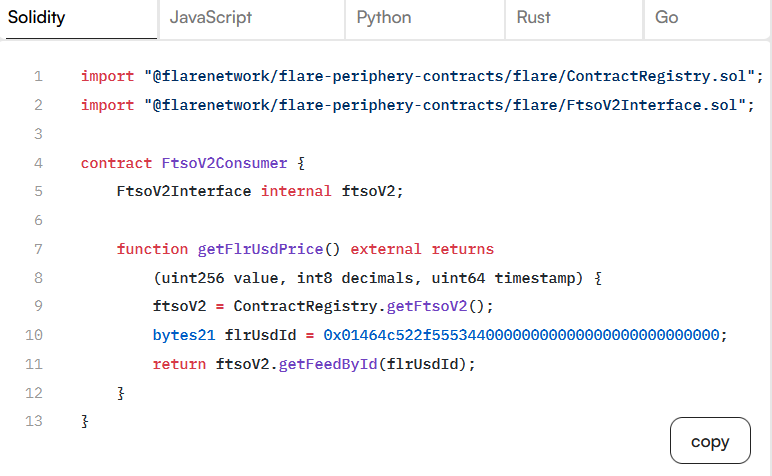 Solidity JavaScript Python Rust Go
1 import "@flarenetwork/flare-periphery-contracts/flare/ContractRegistry.sol";
2 import "@flarenetwork/flare-periphery-contracts/flare/FtsoV2Interface.sol";
3
4 contract FtsoV2Consumer {
5 FtsoV2Interface internal ftsoV2;
6
7 function getFlrUsdPrice() external returns
8 (uint256 value, int8 decimals, uint64 timestamp) {
9 ftsoV2 = ContractRegistry.getFtsoV2();
10 bytes21 flrUsdId = 0x01464c522f55534400000000000000000000000000;
11 return ftsoV2.getFeedById(flrUsdId);
12 }
13 }
copy